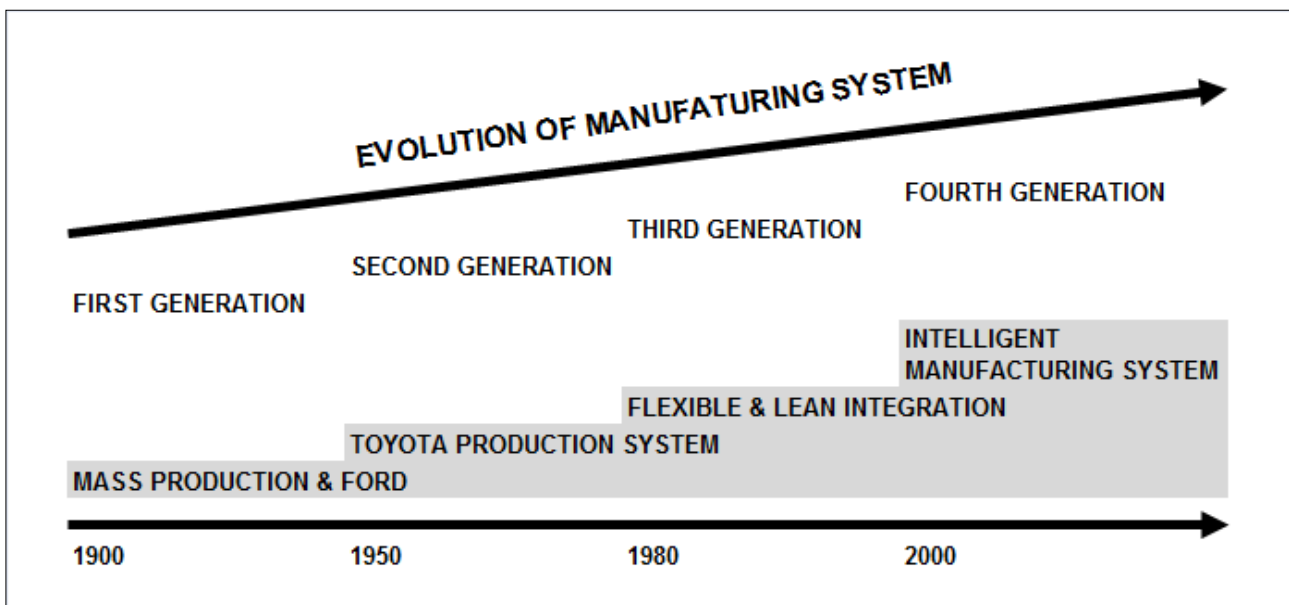 EVOLUTION OF MANUFATURING SYSTEM
FOURTH GENERATION
THIRD GENERATION
SECOND GENERATION
FIRST GENERATION
INTELLIGENT
MANUFACTURING SYSTEM
FLEXIBLE & LEAN INTEGRATION
TOYOTA PRODUCTION SYSTEM
MASS PRODUCTION & FORD
1900 1950 1980 2000